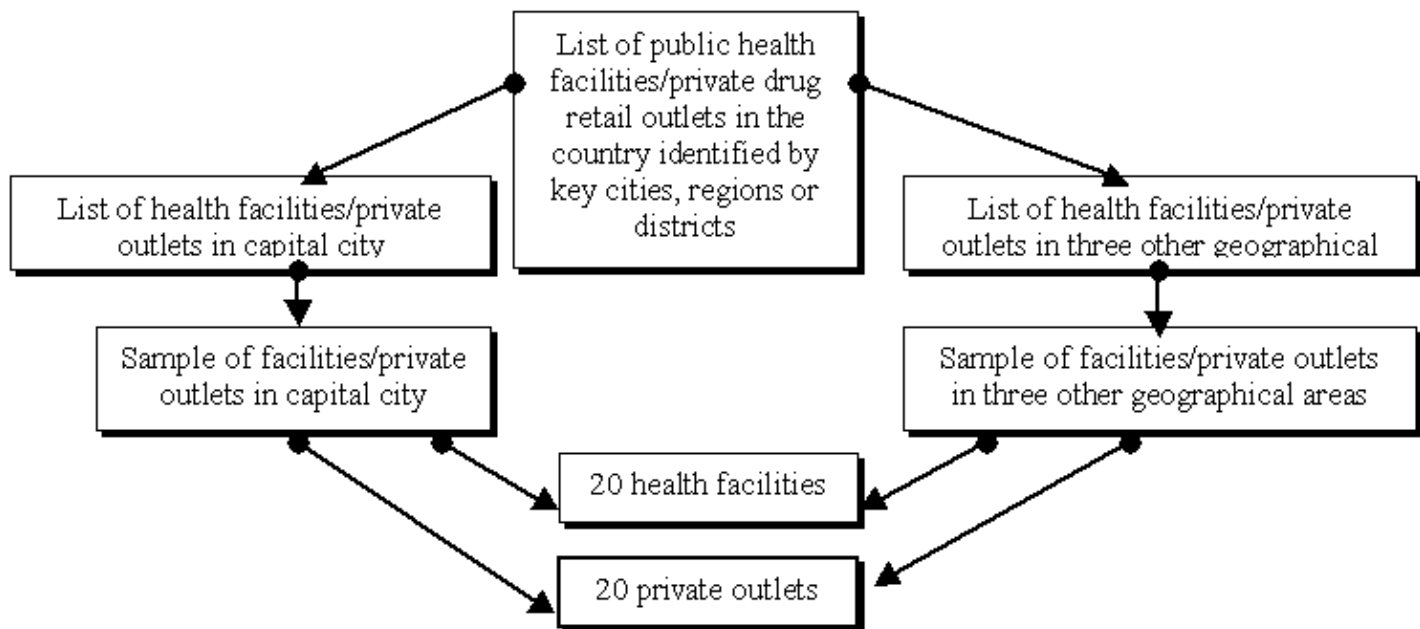 List of public health
facilities/private drug
retail outlets in the
country identified by
key cities, regions or
districts
List of health facilities/private
outlets in capital city
List of health facilities/private
outlets in three other geographical
Sample of facilities/private
outlets in capital city
Sample of facilities/private outlets
in three other geographical areas
20 health facilities
20 private outlets